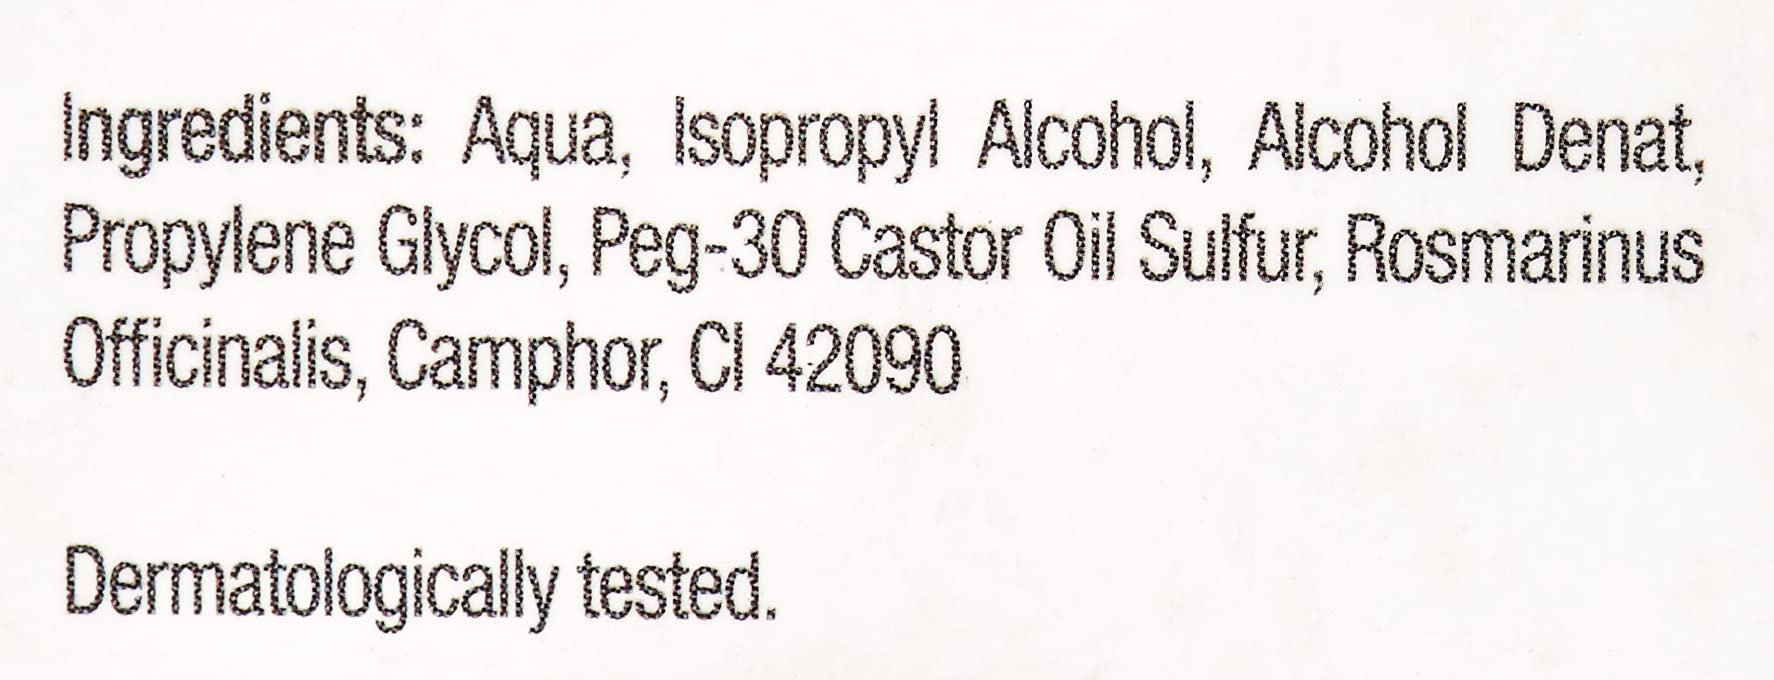 Ingredients: Aqua, Isopropyl Alcohol, Alcohol Denat,
Propylene Glycol, Peg-30 Castor Oil Sulfur, Rosmarinus
Officinalis, Camphor, CI 42090
Dermatologically tested.